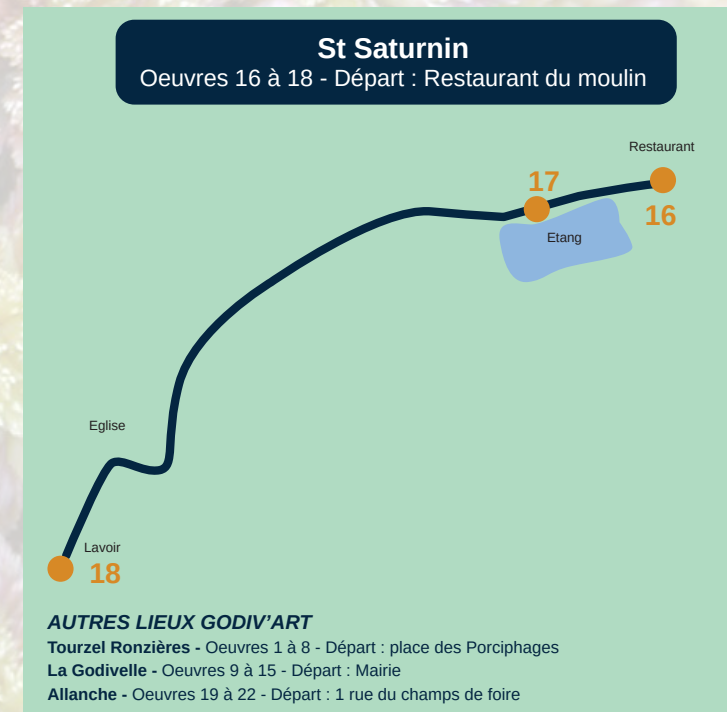 St Saturnin
Oeuvres 16 à 18 - Départ : Restaurant du moulin
Restaurant
17
16
Etang
Eglise
Lavoir
18
AUTRES LIEUX GODIV'ART
Tourzel Ronzières - Oeuvres 1 à 8 - Départ : place des Porciphages
La Godivelle - Oeuvres 9 à 15 - Départ : Mairie
Allanche - Oeuvres 19 à 22 - Départ : 1 rue du champs de foire